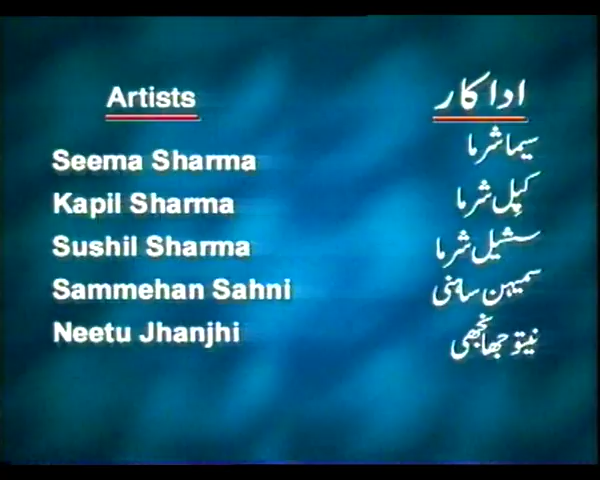 Artists اداکار
Seema Sharma سیما شرما
Kapil Sharma کپل شرما
Sushil Sharma سشیل شرما
Sammehan Sahni سمیہن ساہنی
Neetu Jhanjhi نیتو جھانجھی